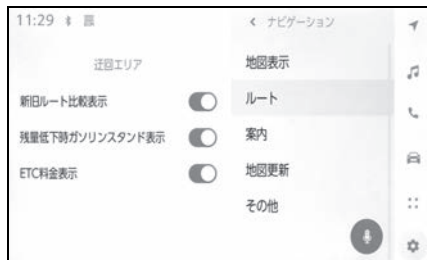 11:29
迂回エリア
新旧ルート比較表示
残量低下時ガソリンスタンド表示
ETC料金表示
ナビゲーション
地図表示
ルート
案内
地図更新
その他